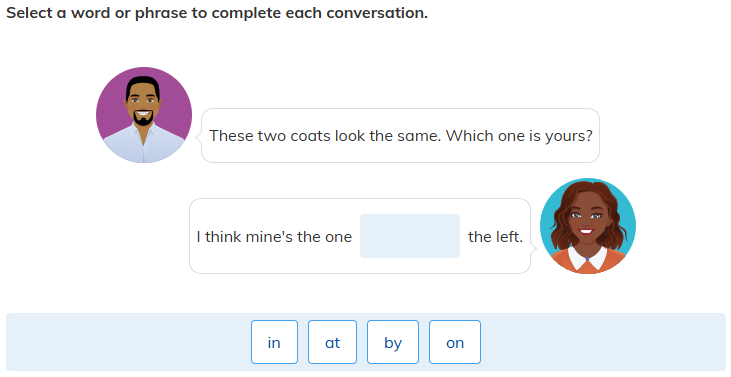 Select a word or phrase to complete each conversation.
These two coats look the same. Which one is yours?
I think mine's the one the left.
in at by on